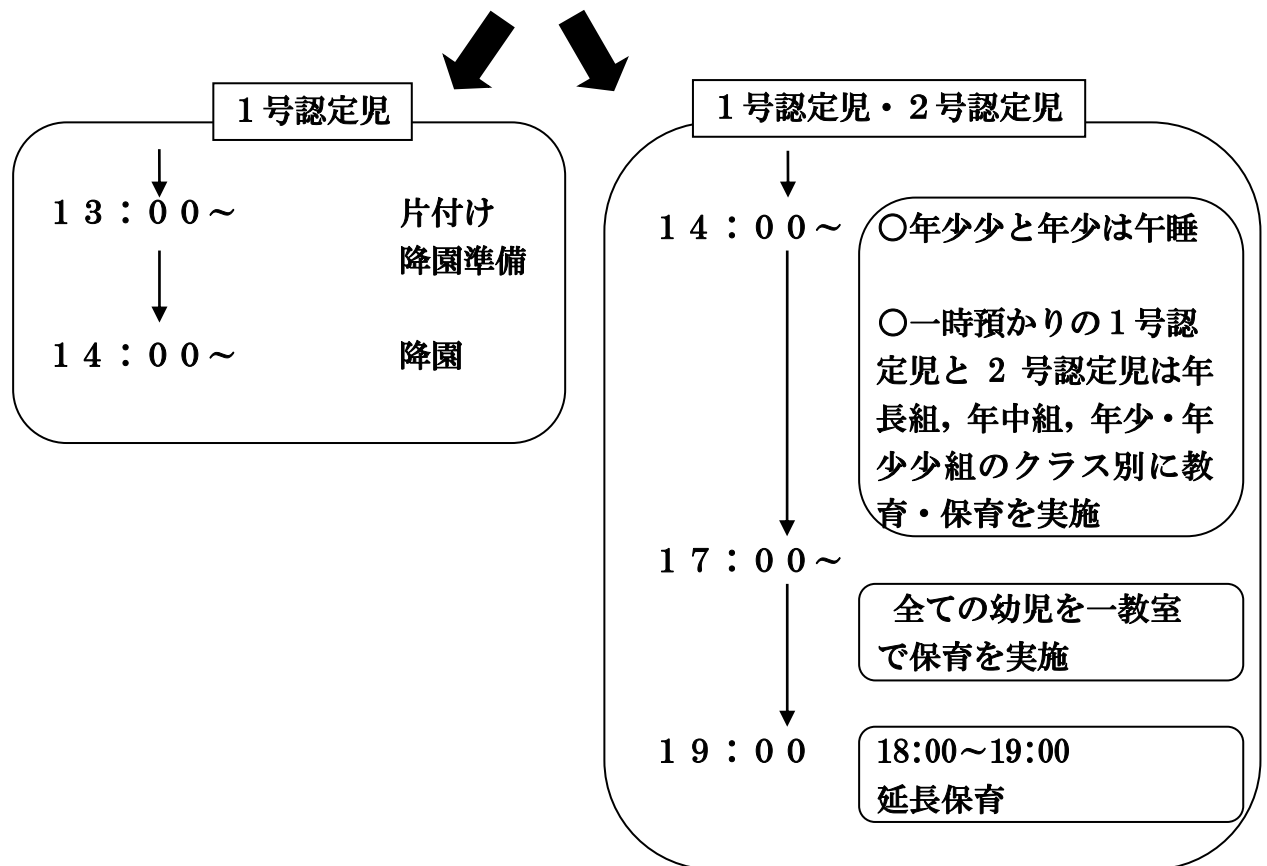 １号認定児
１３：００～ 片付け
降園準備
１４：００～ 降園
１号認定児・２号認定児
１４：００～ ○年少少と年少は午睡
○一時預かりの１号認
定児と 2 号認定児は年
長組，年中組，年少・年
少少組のクラス別に教
育・保育を実施
１７：００～
全ての幼児を一教室
で保育を実施
１９：００ 18:00～19:00
延長保育